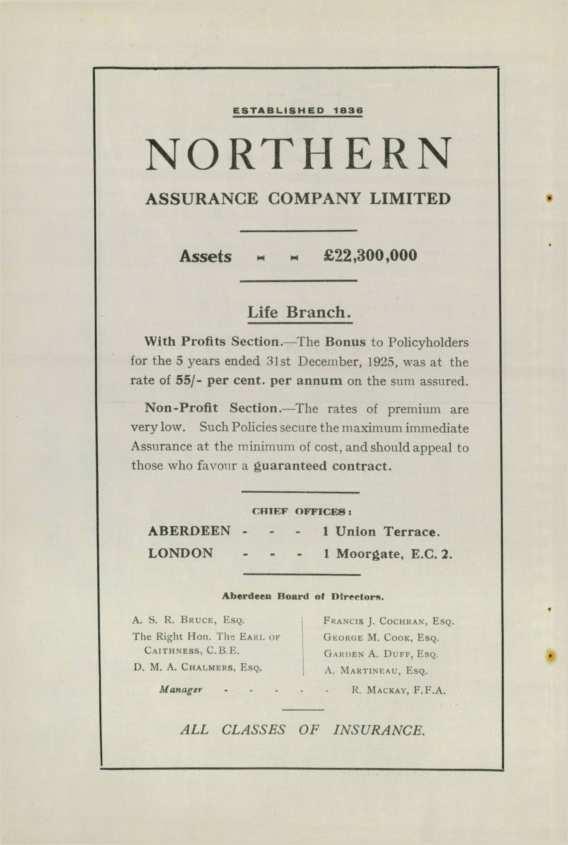 ESTABLISHED 1836
NORTHERN
ASSURANCE COMPANY LIMITED
Assets - - £22,300,000
Life Branch.
With Profits Section.—The Bonus to Policyholders
for the 5 years ended 31st December, 1925, was at the
rate of 55/- per cent. per annum on the sum assured.
Non-Profit Section.—The rates of premium are
very low. Such Policies secure the maximum immediate
Assurance at the minimum of cost, and should appeal to
those who favour a guaranteed contract.
CHIEF OFFICES:
ABERDEEN - - - 1 Union Terrace.
LONDON - - - 1 Moorgate, E.C. 2.
Aberdeen Board of Directors.
A. S. R. BRUCE, ESQ.
The Right Hon. The EARL OF
CAITHNESS, C.B.E.
D. M. A. CHALMERS, ESQ.
FRANCIS J. COCHRAN, ESQ.
GEORGE M. COOK, ESQ.
GARDEN A. DUFF, ESQ.
A. MARTINEAU, ESQ.
Manager - - - - - R. MACKAY, F.F.A.
ALL CLASSES OF INSURANCE.